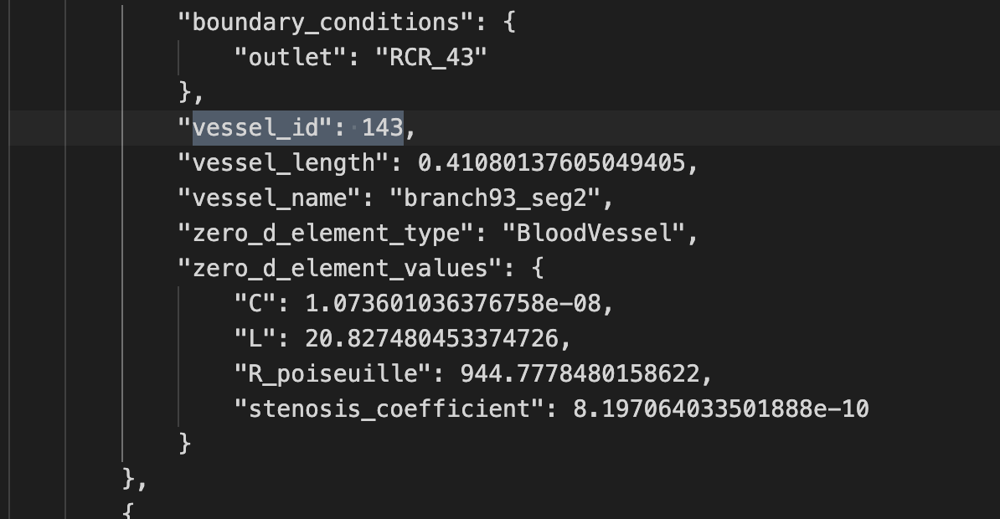 "boundary_conditions": {
"outlet": "RCR_43"
},
"vessel_id": 143,
"vessel_length": 0.41080137605049405,
"vessel_name": "branch93_seg2",
"zero_d_element_type": "BloodVessel",
"zero_d_element_values": {
"C": 1.073601036376758e-08,
"L": 20.827480453374726,
"R_poiseuille": 944.7778480158622,
"stenosis_coefficient": 8.197064033501888e-10
}
},
{